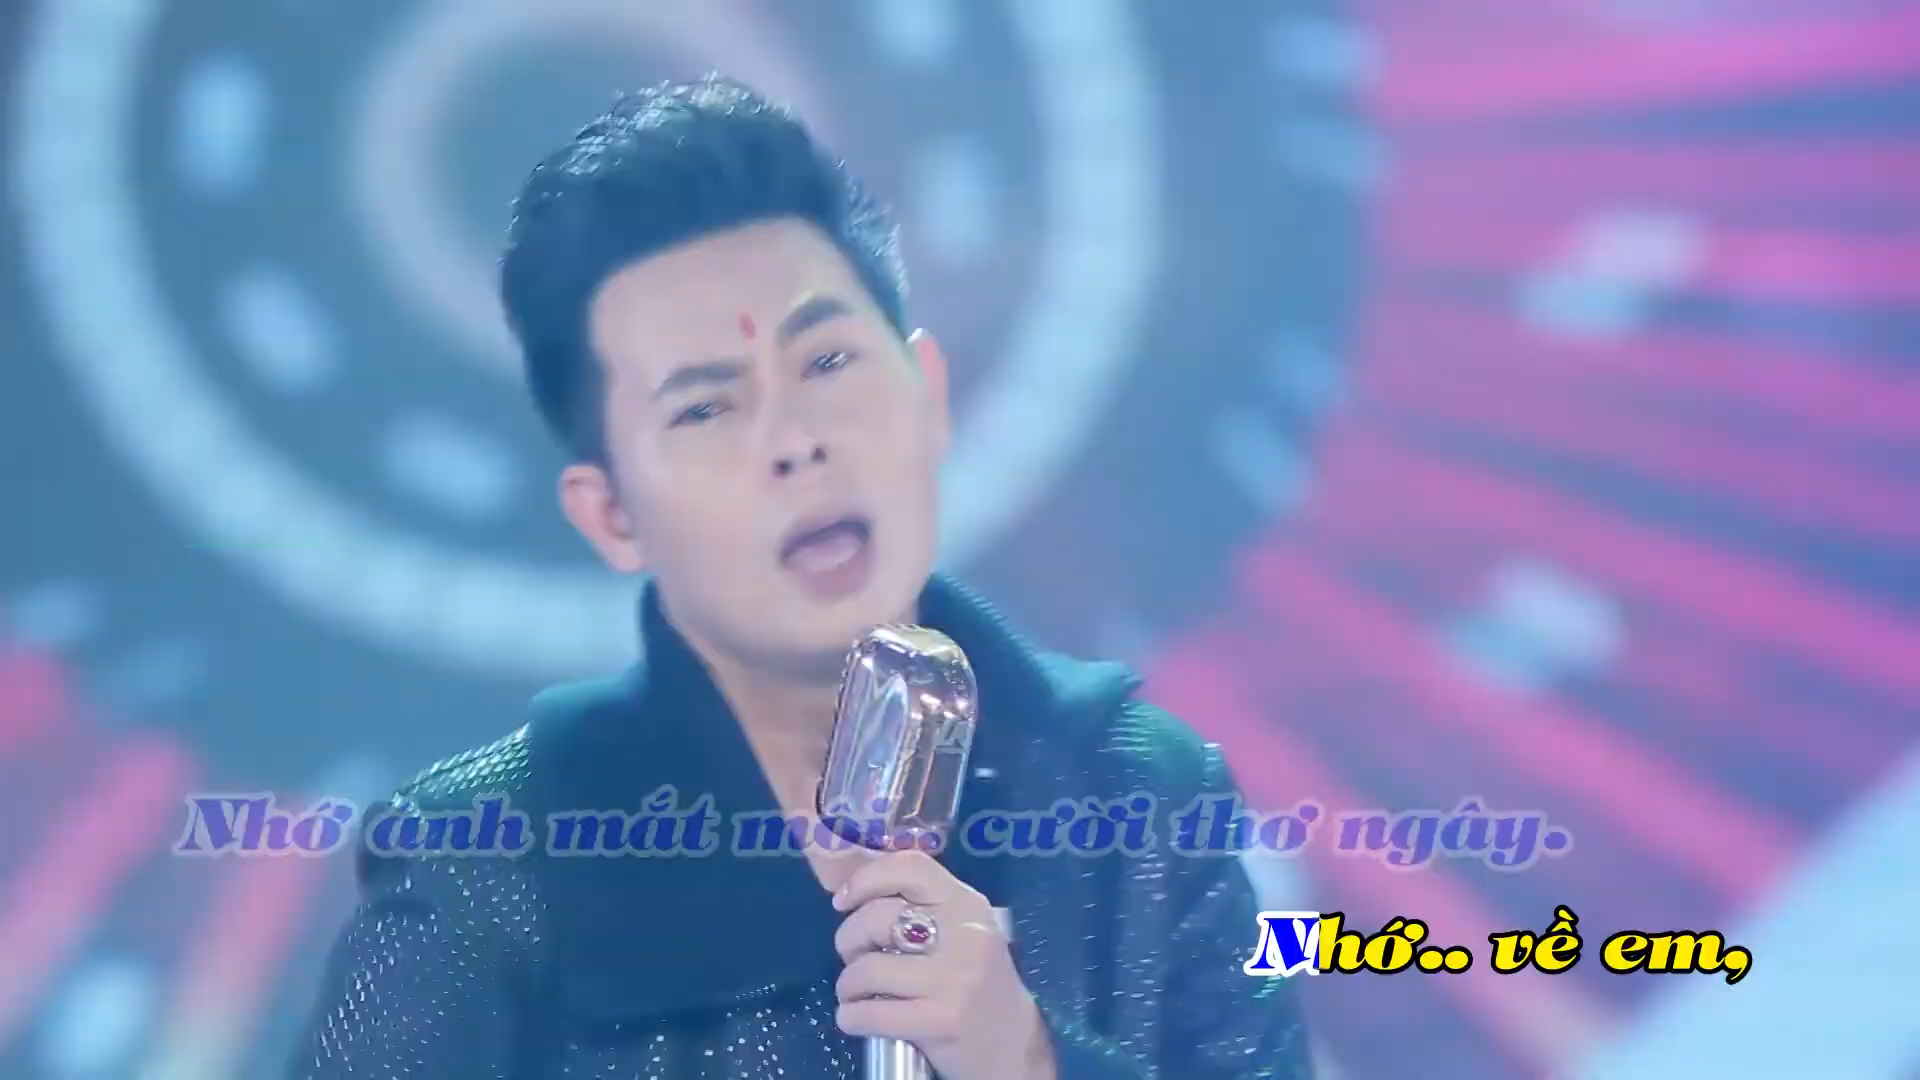 Nhớ ánh mắt môi.. cười thơ ngây.
Nhớ.. về em,